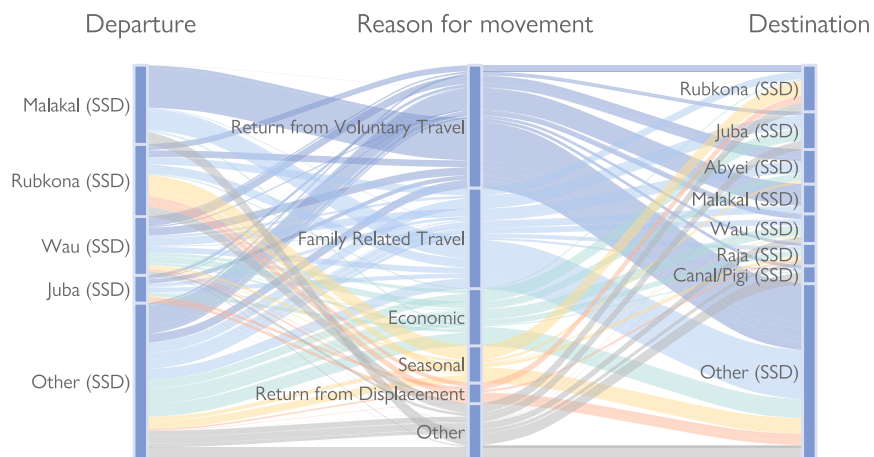 Departure
Reason for movement
Destination
Malakal (SSD)
Rubkona (SSD)
Wau (SSD)
Juba (SSD)
Other (SSD)
Return from Voluntary Travel
Family Related Travel
Economic
Seasonal
Return from Displacement
Other
Rubkona (SSD)
Juba (SSD)
Abyei (SSD)
Malakal (SSD)
Wau (SSD)
Raja (SSD)
Canal/Pigi (SSD)
Other (SSD)